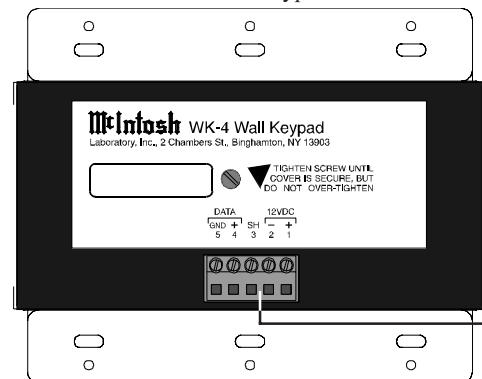 McIntosh WK-4 Wall Keypad
Laboratory, Inc., 2 Chambers St., Binghamton, NY 13903
TIGHTEN SCREW UNTIL
COVER IS SECURE, BUT
DO NOT OVER-TIGHTEN
DATA 12VDC
GND + SH − +
5 4 3 2 1